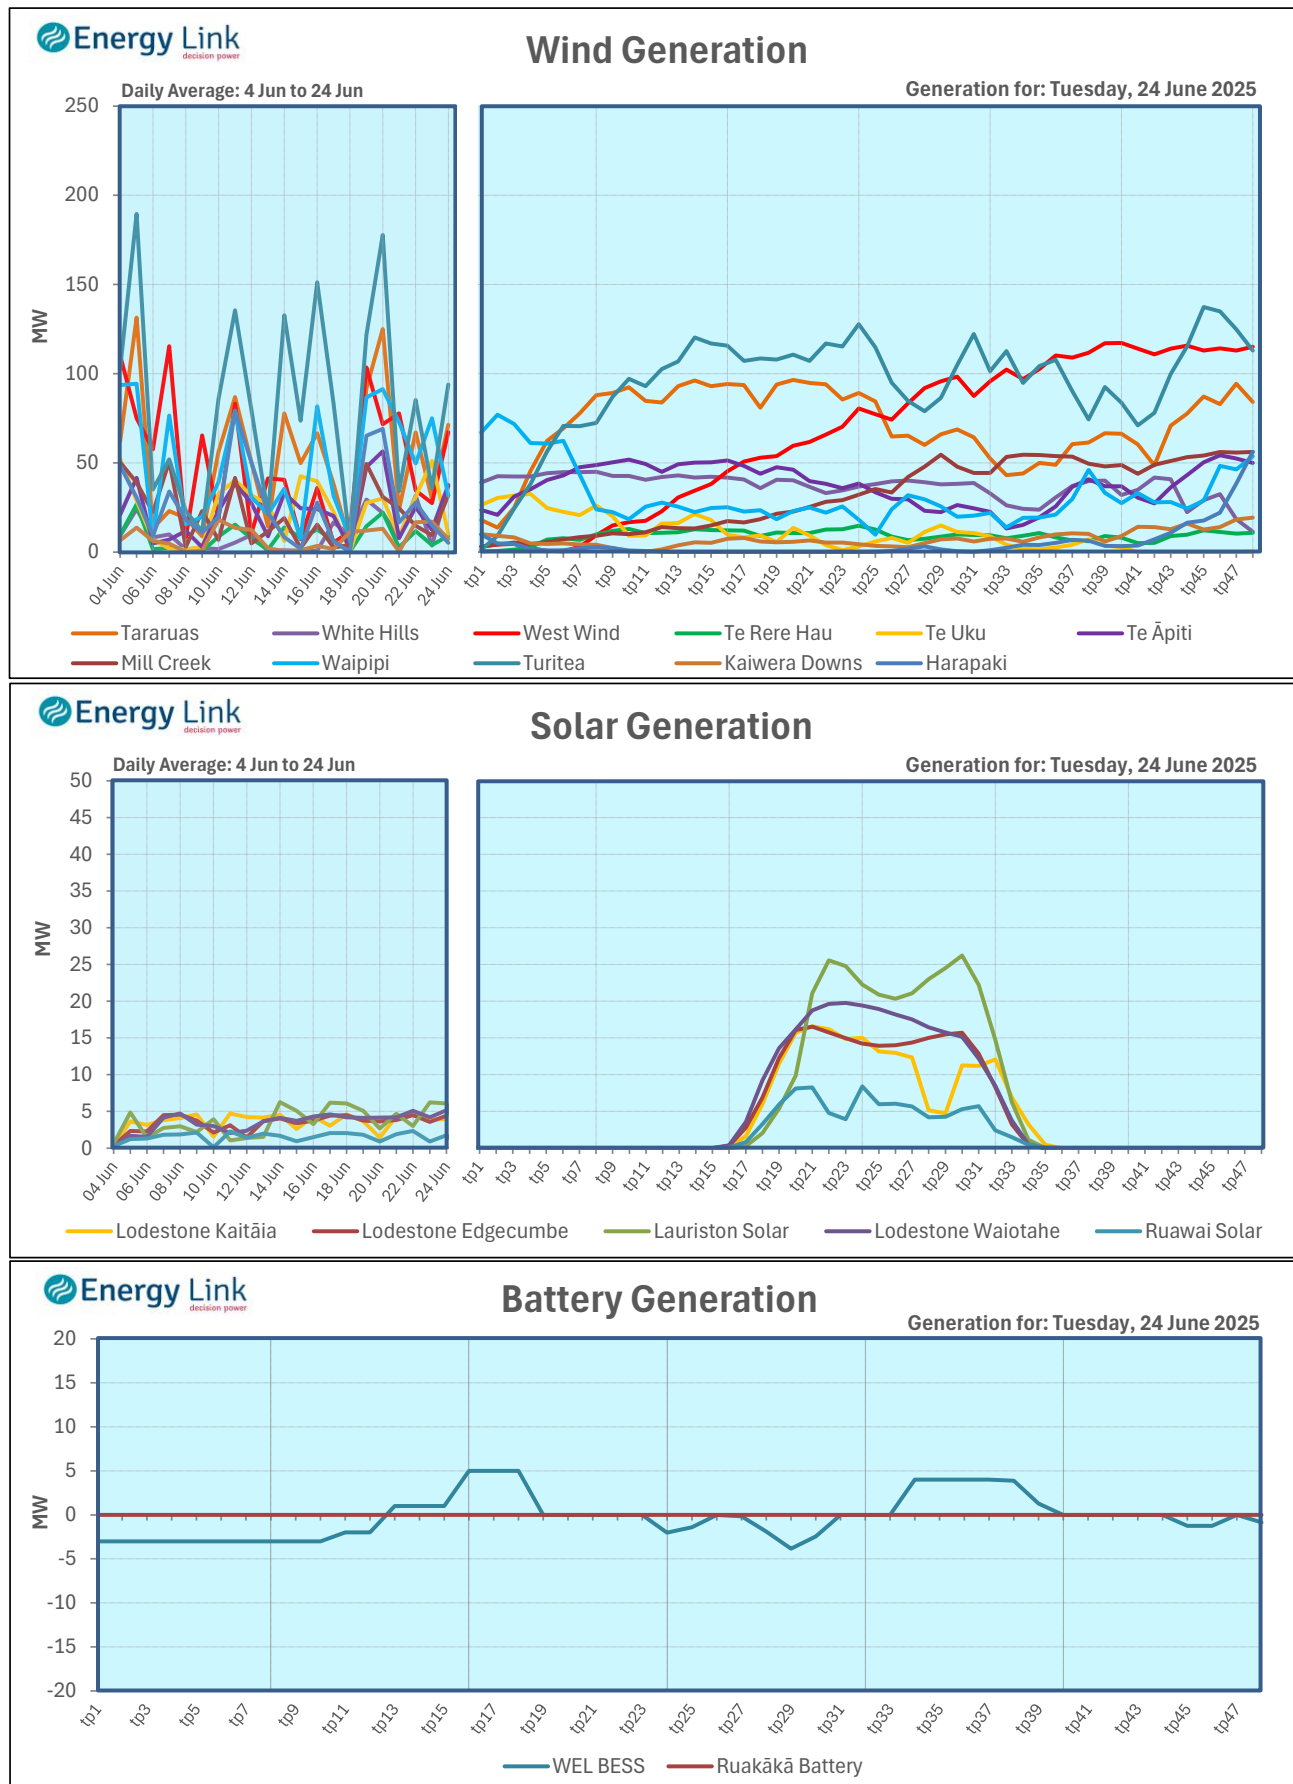 Energy Link
decision power
Wind Generation
Daily Average: 4 Jun to 24 Jun
Generation for: Tuesday, 24 June 2025
MW
250
200
150
100
50
0
04 Jun
06 Jun
08 Jun
10 Jun
12 Jun
14 Jun
16 Jun
18 Jun
20 Jun
22 Jun
24 Jun
tp1
tp3
tp5
tp7
tp9
tp11
tp13
tp15
tp17
tp19
tp21
tp23
tp25
tp27
tp29
tp31
tp33
tp35
tp37
tp39
tp41
tp43
tp45
tp47
Tararuas White Hills West Wind Te Rere Hau Te Uku Te Āpiti
Mill Creek Waipipi Turitea Kaiwera Downs Harapaki
Energy Link
decision power
Solar Generation
Daily Average: 4 Jun to 24 Jun
Generation for: Tuesday, 24 June 2025
MW
50
45
40
35
30
25
20
15
10
5
0
04 Jun
06 Jun
08 Jun
10 Jun
12 Jun
14 Jun
16 Jun
18 Jun
20 Jun
22 Jun
24 Jun
tp1
tp3
tp5
tp7
tp9
tp11
tp13
tp15
tp17
tp19
tp21
tp23
tp25
tp27
tp29
tp31
tp33
tp35
tp37
tp39
tp41
tp43
tp45
tp47
Lodestone Kaitāia Lodestone Edgecumbe Lauriston Solar Lodestone Waiotahe Ruawai Solar
Energy Link
decision power
Battery Generation
Generation for: Tuesday, 24 June 2025
MW
20
15
10
5
0
-5
-10
-15
-20
tp1
tp3
tp5
tp7
tp9
tp11
tp13
tp15
tp17
tp19
tp21
tp23
tp25
tp27
tp29
tp31
tp33
tp35
tp37
tp39
tp41
tp43
tp45
tp47
WEL BESS Ruakākā Battery